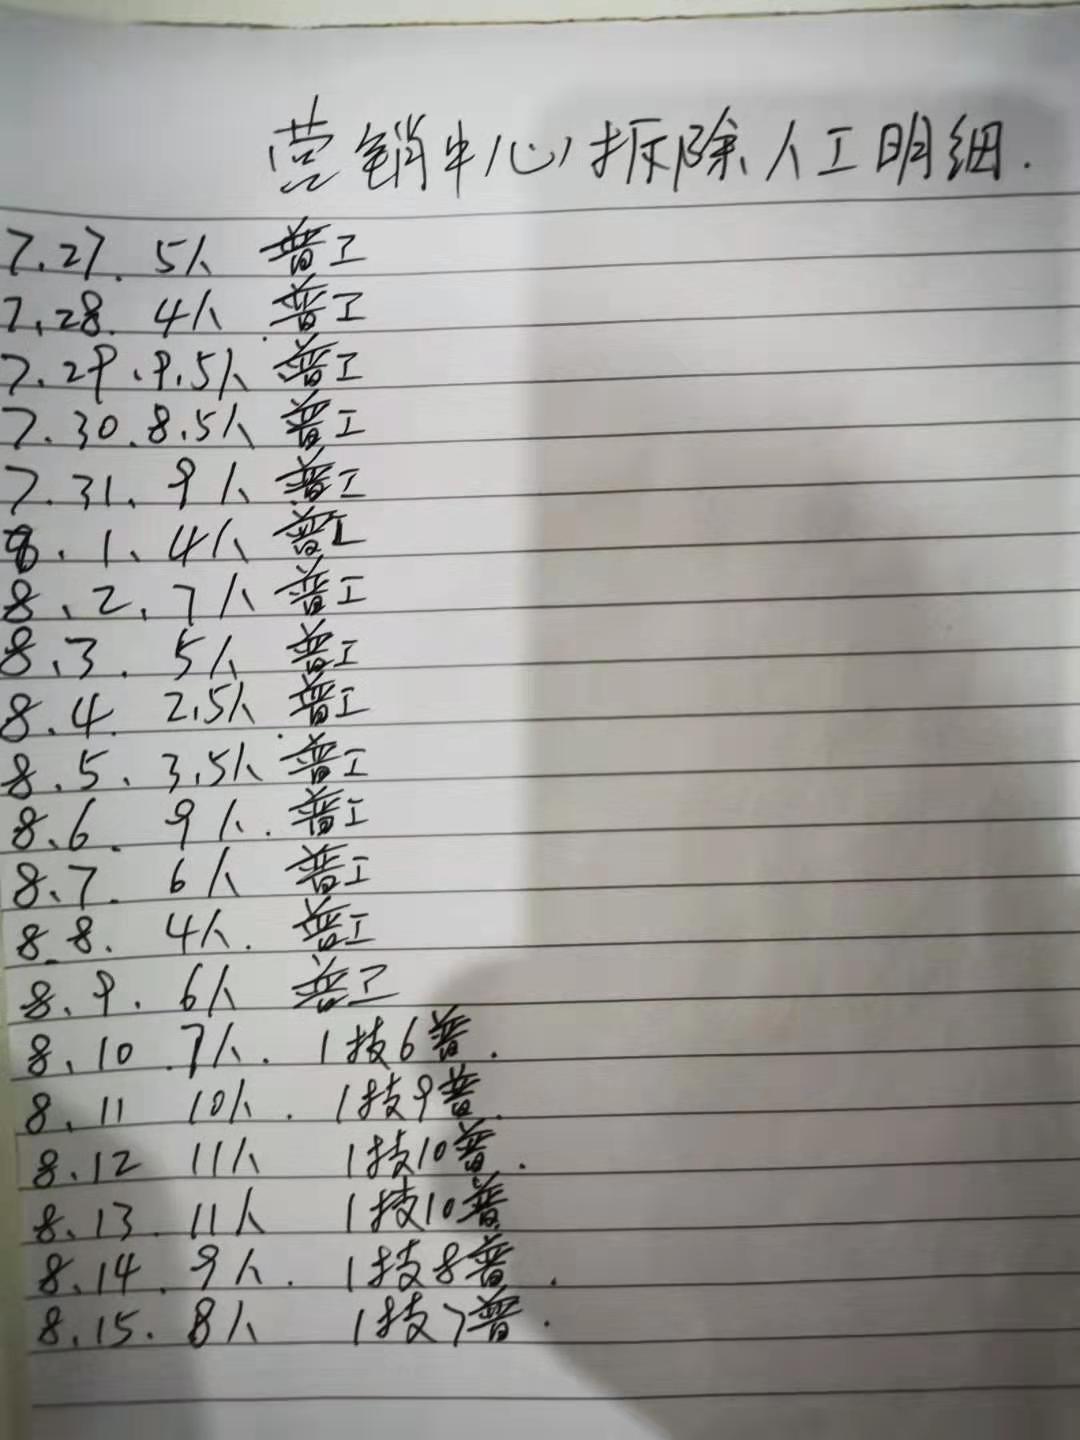 营销中心拆除人工明细.
7.27. 5人 普工
7.28. 4人 普工
7.29.9.5人 普工
7.30.8.5人 普工
7.31. 9人 普工
8.1. 4人 普工
8.2. 7人 普工
8.3. 5人 普工
8.4. 2.5人 普工
8.5. 3.5人 普工
8.6. 9人. 普工
8.7. 6人 普工
8.8. 4人. 普工
8.9. 6人 普工
8.10.7人. 1技6普.
8.11 10人. 1技9普.
8.12 11人 1技10普.
8.13. 11人 1技10普
8.14. 9人. 1技8普.
8.15. 8人 1技7普.